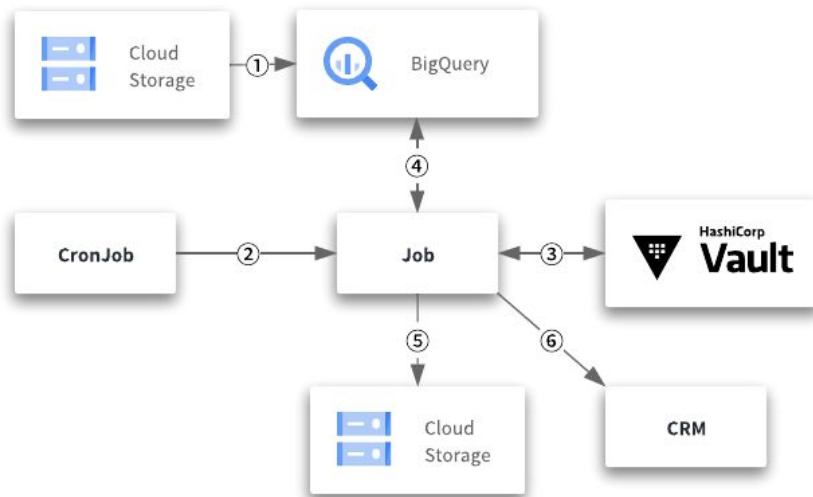 Cloud
Storage
①
BigQuery
④
CronJob
②
Job
③
HashiCorp
Vault
⑤
⑥
Cloud
Storage
CRM